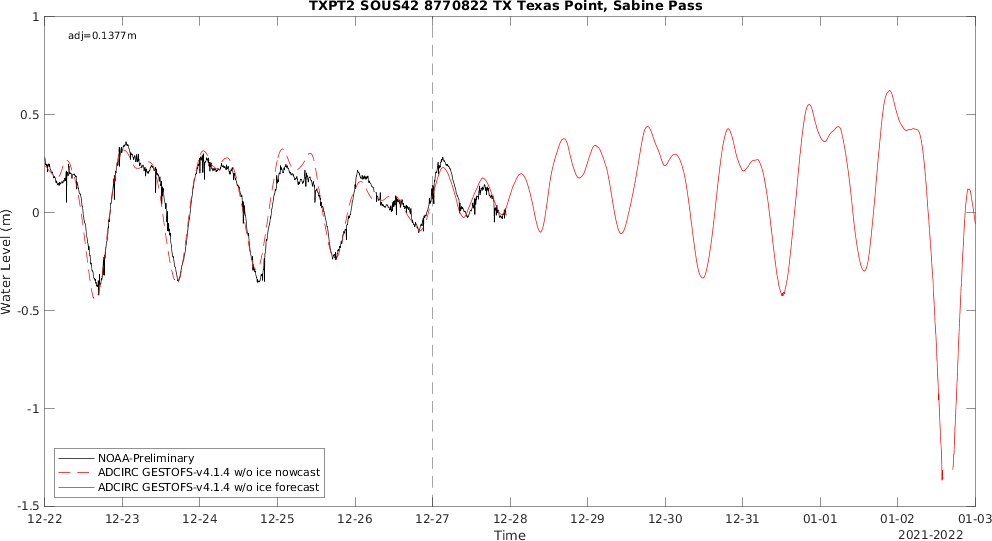 TXPT2 SOUS42 8770822 TX Texas Point, Sabine Pass
adj=0.1377m
1
0.5
0
-0.5
-1
-1.5
Water Level (m)
NOAA-Preliminary
ADCIRC GESTOFS-v4.1.4 w/o ice nowcast
ADCIRC GESTOFS-v4.1.4 w/o ice forecast
12-22 12-23 12-24 12-25 12-26 12-27 12-28 12-29 12-30 12-31 01-01 01-02 01-03
Time
2021-2022